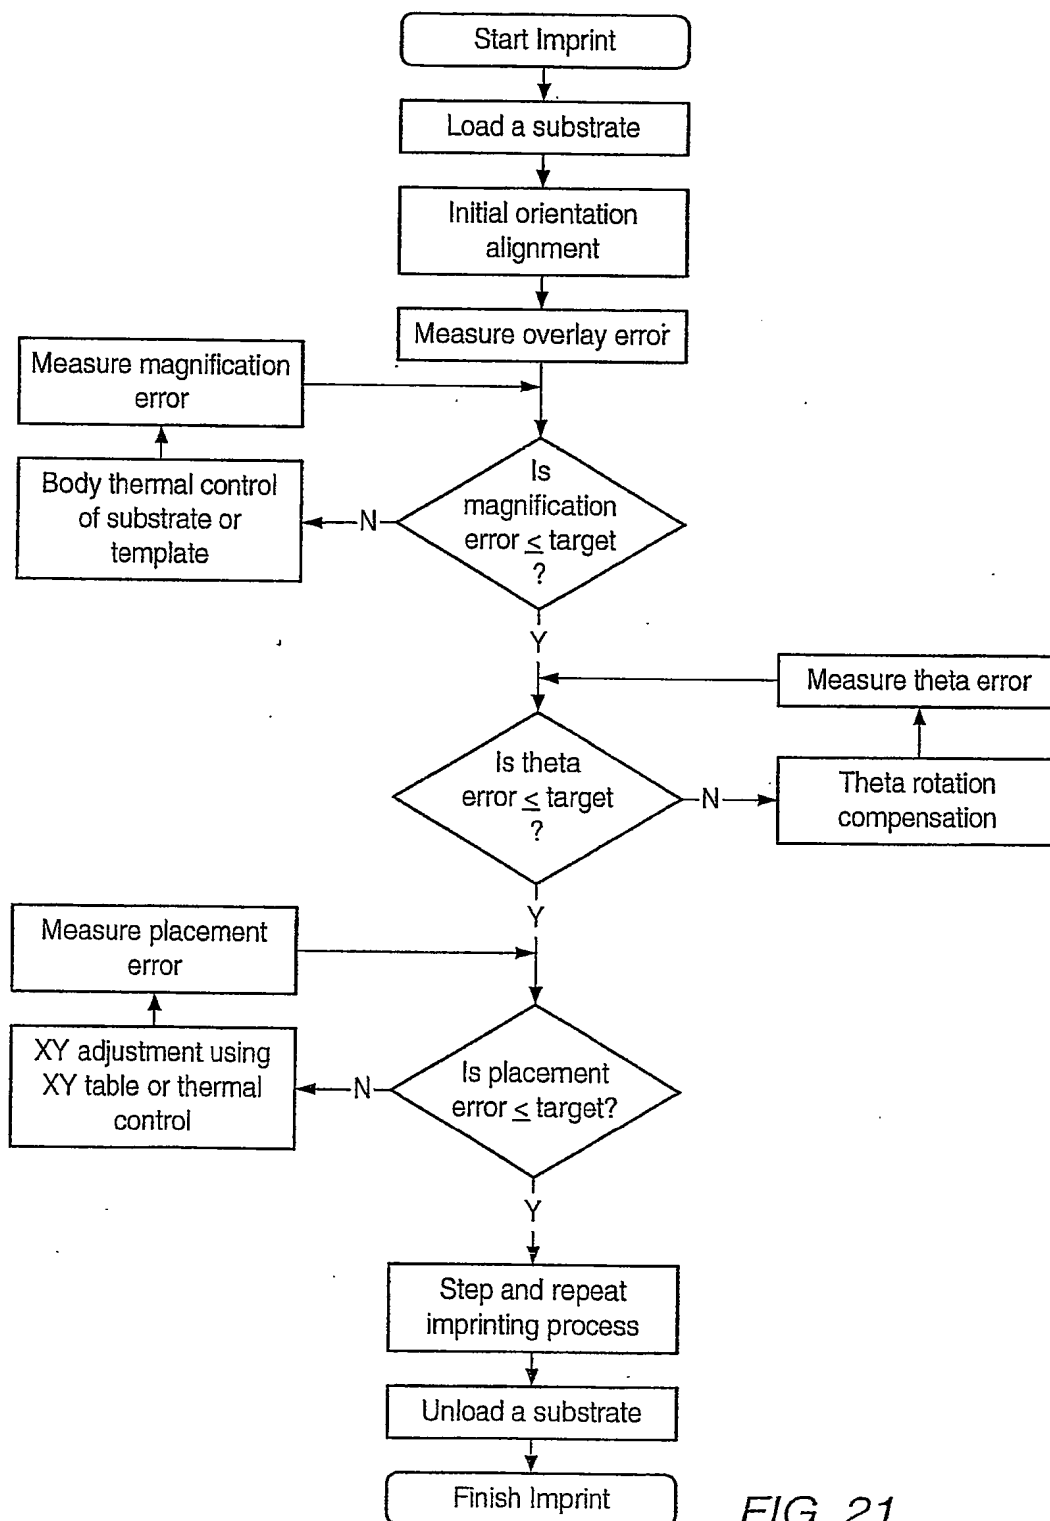 Start Imprint
Load a substrate
Initial orientation
alignment
Measure overlay error
Measure magnification
error
Body thermal control
of substrate or
template
N
Is
magnification
error ≤ target
?
Y
Measure theta error
Is theta
error ≤ target
?
N
Theta rotation
compensation
Y
Measure placement
error
XY adjustment using
XY table or thermal
control
N
Is placement
error ≤ target?
Y
Step and repeat
imprinting process
Unload a substrate
Finish Imprint
FIG. 21